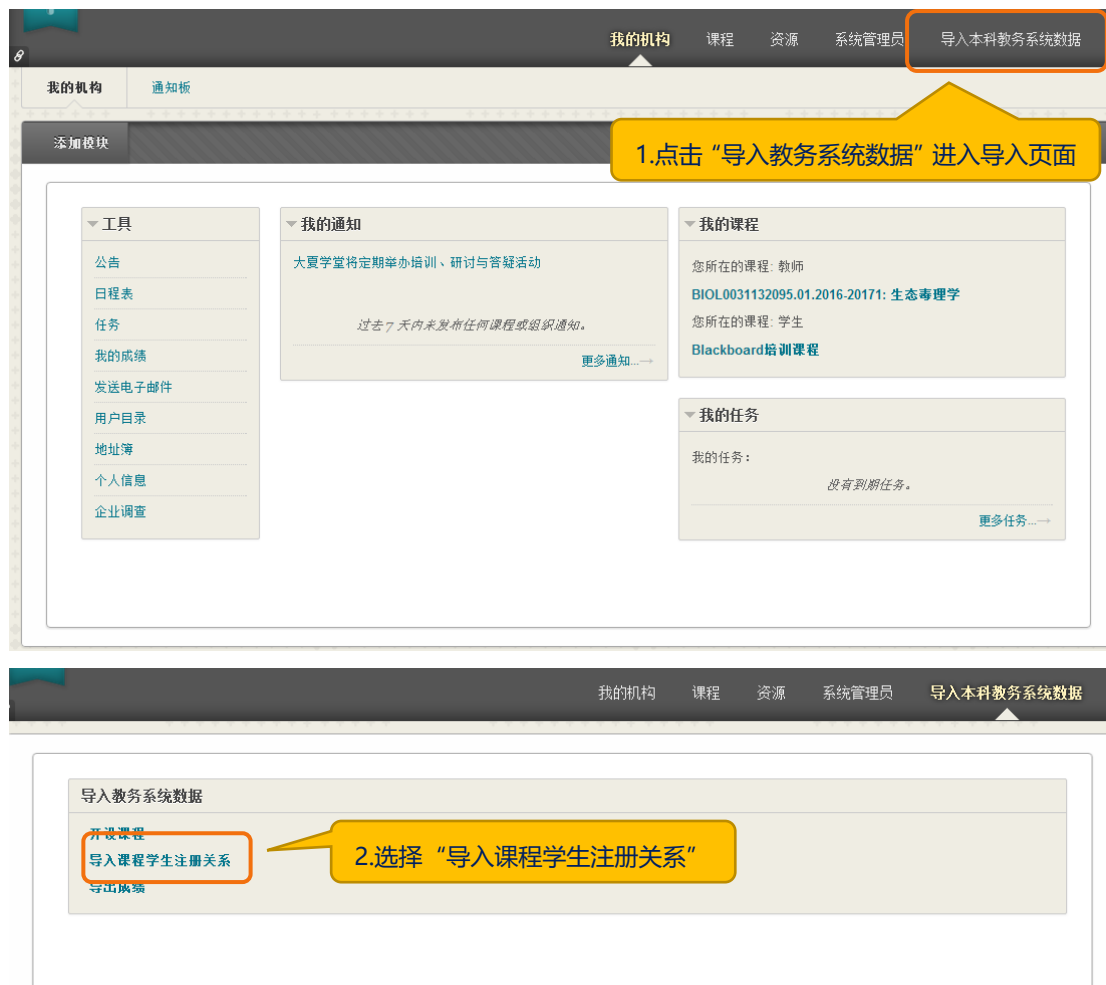 我的机构 课程 资源 系统管理员 导入本科教务系统数据
我的机构 通知板
添加模块
1.点击“导入教务系统数据”进入导入页面
工具
公告
日程表
任务
我的成绩
发送电子邮件
用户目录
地址簿
个人信息
企业调查
我的通知
大夏学堂将定期举办培训、研讨与答疑活动
过去 7 天内未发布任何课程或组织通知。
更多通知...→
我的课程
您所在的课程: 教师
BIOL0031132095.01.2016-20171: 生态毒理学
您所在的课程: 学生
Blackboard培训课程
我的任务
我的任务:
没有到期任务。
更多任务...→
我的机构 课程 资源 系统管理员 导入本科教务系统数据
导入教务系统数据
开设课程
导入课程学生注册关系
导出成绩
2.选择“导入课程学生注册关系”